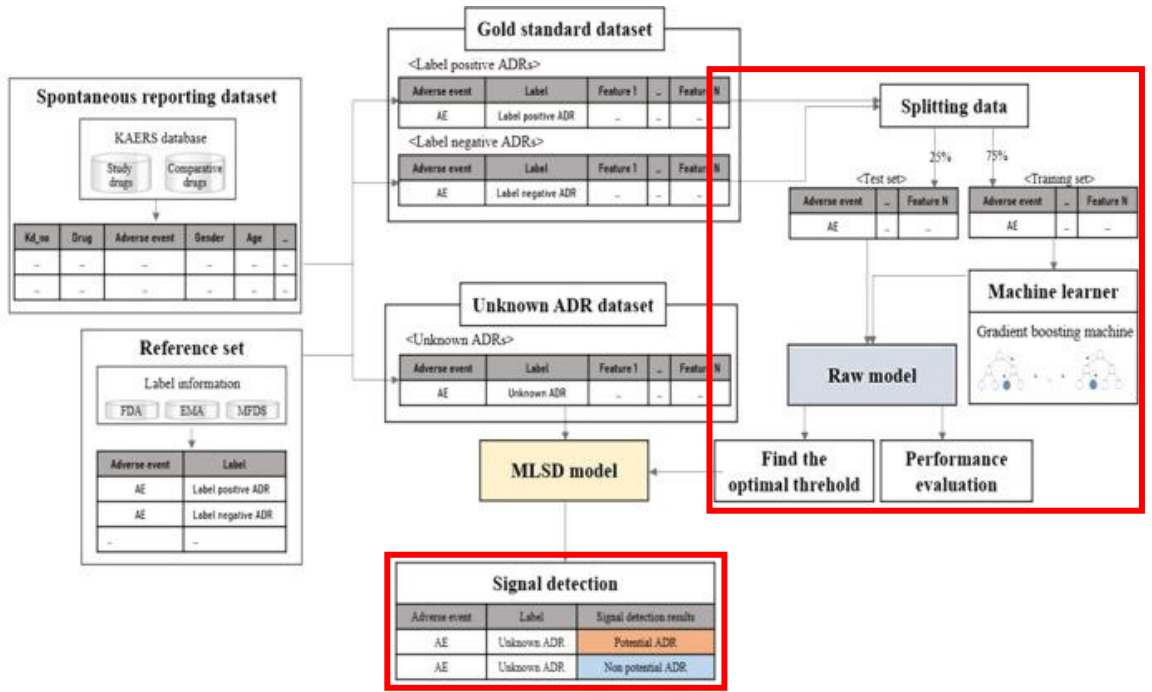 Gold standard dataset
<Label positive ADRs>
Adverse event Label Feature 1 .. Feature N
AE Label positive ADR .. .. ..
<Label negative ADRs>
Adverse event Label Feature 1 .. Feature N
AE Label negative ADR .. .. ..
Spontaneous reporting dataset
KAERS database
Study drugs
Comparative drugs
Kd_no Drug Adverse event Gender Age ..
.. .. .. .. .. ..
.. .. .. .. .. ..
Reference set
Label information
FDA EMA MFDS
Adverse event Label
AE Label positive ADR
AE Label negative ADR
.. ..
Unknown ADR dataset
<Unknown ADRs>
Adverse event Label Feature 1 .. Feature N
AE Unknown ADR .. .. ..
Splitting data
25% 75%
<Test set>
Adverse event .. Feature N
AE .. ..
<Training set>
Adverse event .. Feature N
AE .. ..
Machine learner
Gradient boosting machine
Raw model
Find the
optimal threhold
Performance
evaluation
MLSD model
Signal detection
Adverse event Label Signal detection results
AE Unknown ADR Potential ADR
AE Unknown ADR Non potential ADR